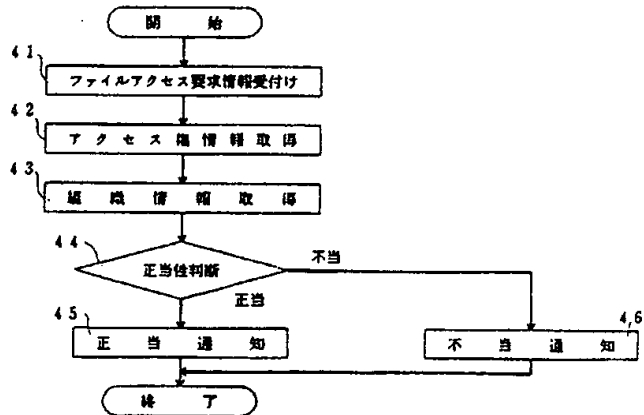 開始
41
ファイルアクセス要求情報受付け
42
アクセス権情報取得
43
組織情報取得
44
正当性判断
不当
正当
45
正当通知
46
不当通知
終了